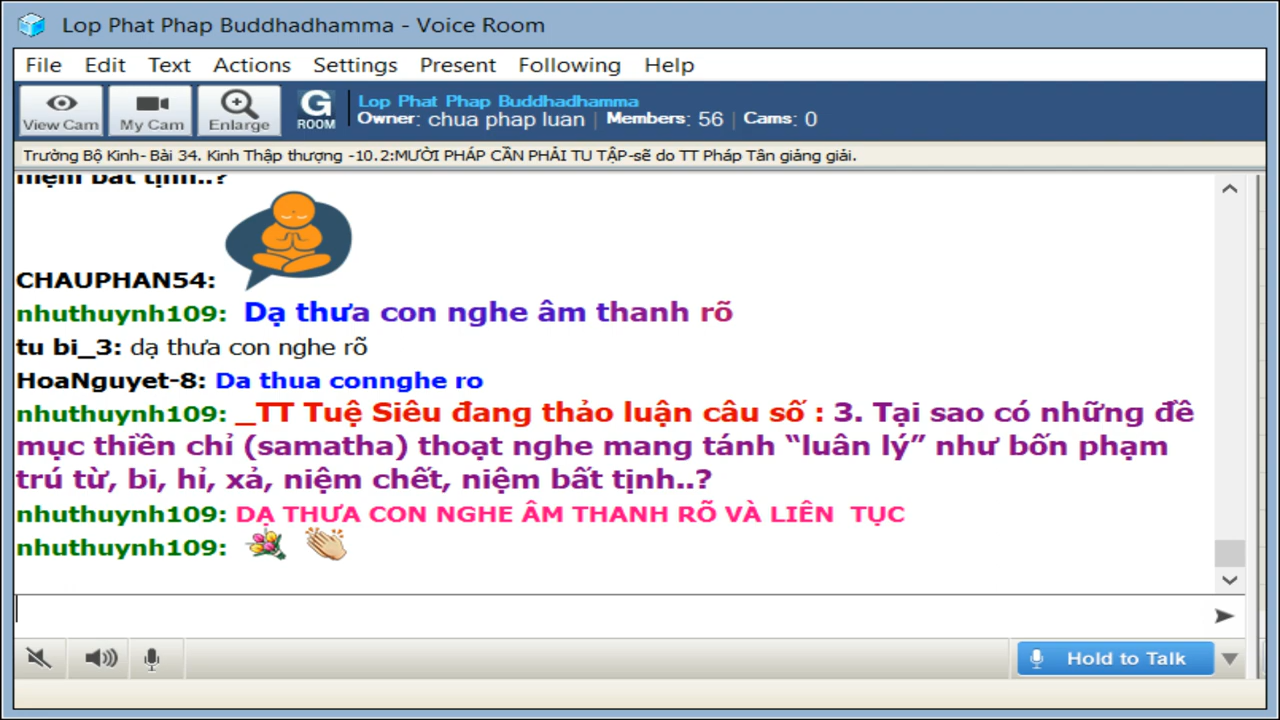 Lop Phat Phap Buddhadhamma - Voice Room
File Edit Text Actions Settings Present Following Help
View Cam My Cam Enlarge G ROOM
Lop Phat Phap Buddhadhamma
Owner: chua phap luan | Members: 56 | Cams: 0
Trường Bộ Kinh- Bài 34. Kinh Thập thượng -10.2:MƯỜI PHÁP CẦN PHẢI TU TẬP-sẽ do TT Pháp Tân giảng giải.
niệm bất tịnh..?
CHAUPHAN54:
nhuthuynh109: Dạ thưa con nghe âm thanh rõ
tu bi_3: dạ thưa con nghe rõ
HoaNguyet-8: Da thua connghe ro
nhuthuynh109: _TT Tuệ Siêu đang thảo luận câu số : 3. Tại sao có những đề
mục thiền chỉ (samatha) thoạt nghe mang tánh “luân lý” như bốn phạm
trú từ, bi, hỉ, xả, niệm chết, niệm bất tịnh..?
nhuthuynh109: DẠ THƯA CON NGHE ÂM THANH RÕ VÀ LIÊN TỤC
nhuthuynh109:
Hold to Talk